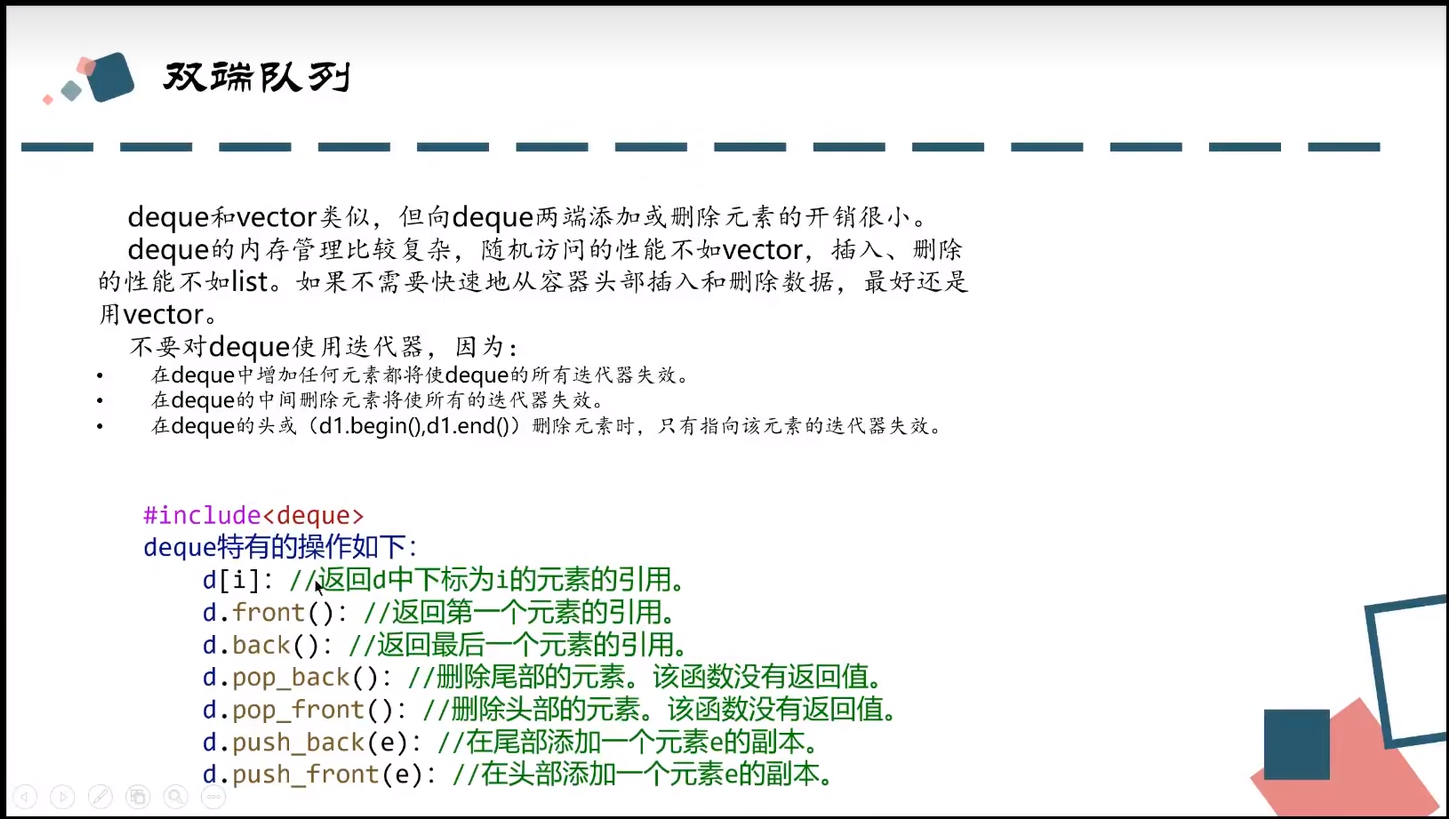 双端队列
deque和vector类似，但向deque两端添加或删除元素的开销很小。
deque的内存管理比较复杂，随机访问的性能不如vector，插入、删除
的性能不如list。如果不需要快速地从容器头部插入和删除数据，最好还是
用vector。
不要对deque使用迭代器，因为：
• 在deque中增加任何元素都将使deque的所有迭代器失效。
• 在deque的中间删除元素将使所有的迭代器失效。
• 在deque的头或（d1.begin(),d1.end()）删除元素时，只有指向该元素的迭代器失效。
#include<deque>
deque特有的操作如下：
d[i]：//返回d中下标为i的元素的引用。
d.front()：//返回第一个元素的引用。
d.back()：//返回最后一个元素的引用。
d.pop_back()：//删除尾部的元素。该函数没有返回值。
d.pop_front()：//删除头部的元素。该函数没有返回值。
d.push_back(e)：//在尾部添加一个元素e的副本。
d.push_front(e)：//在头部添加一个元素e的副本。